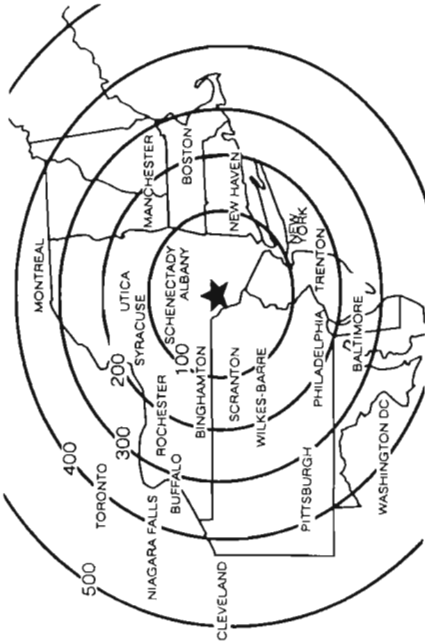 MONTREAL
MANCHESTER
BOSTON
UTICA
SYRACUSE
SCHENECTADY
ALBANY
NEW HAVEN
NEW
YORK
TRENTON
PHILADELPHIA
BALTIMORE
WASHINGTON DC
100
200
300
400
500
BINGHAMTON
SCRANTON
WILKES-BARRE
ROCHESTER
BUFFALO
NIAGARA FALLS
TORONTO
PITTSBURGH
CLEVELAND